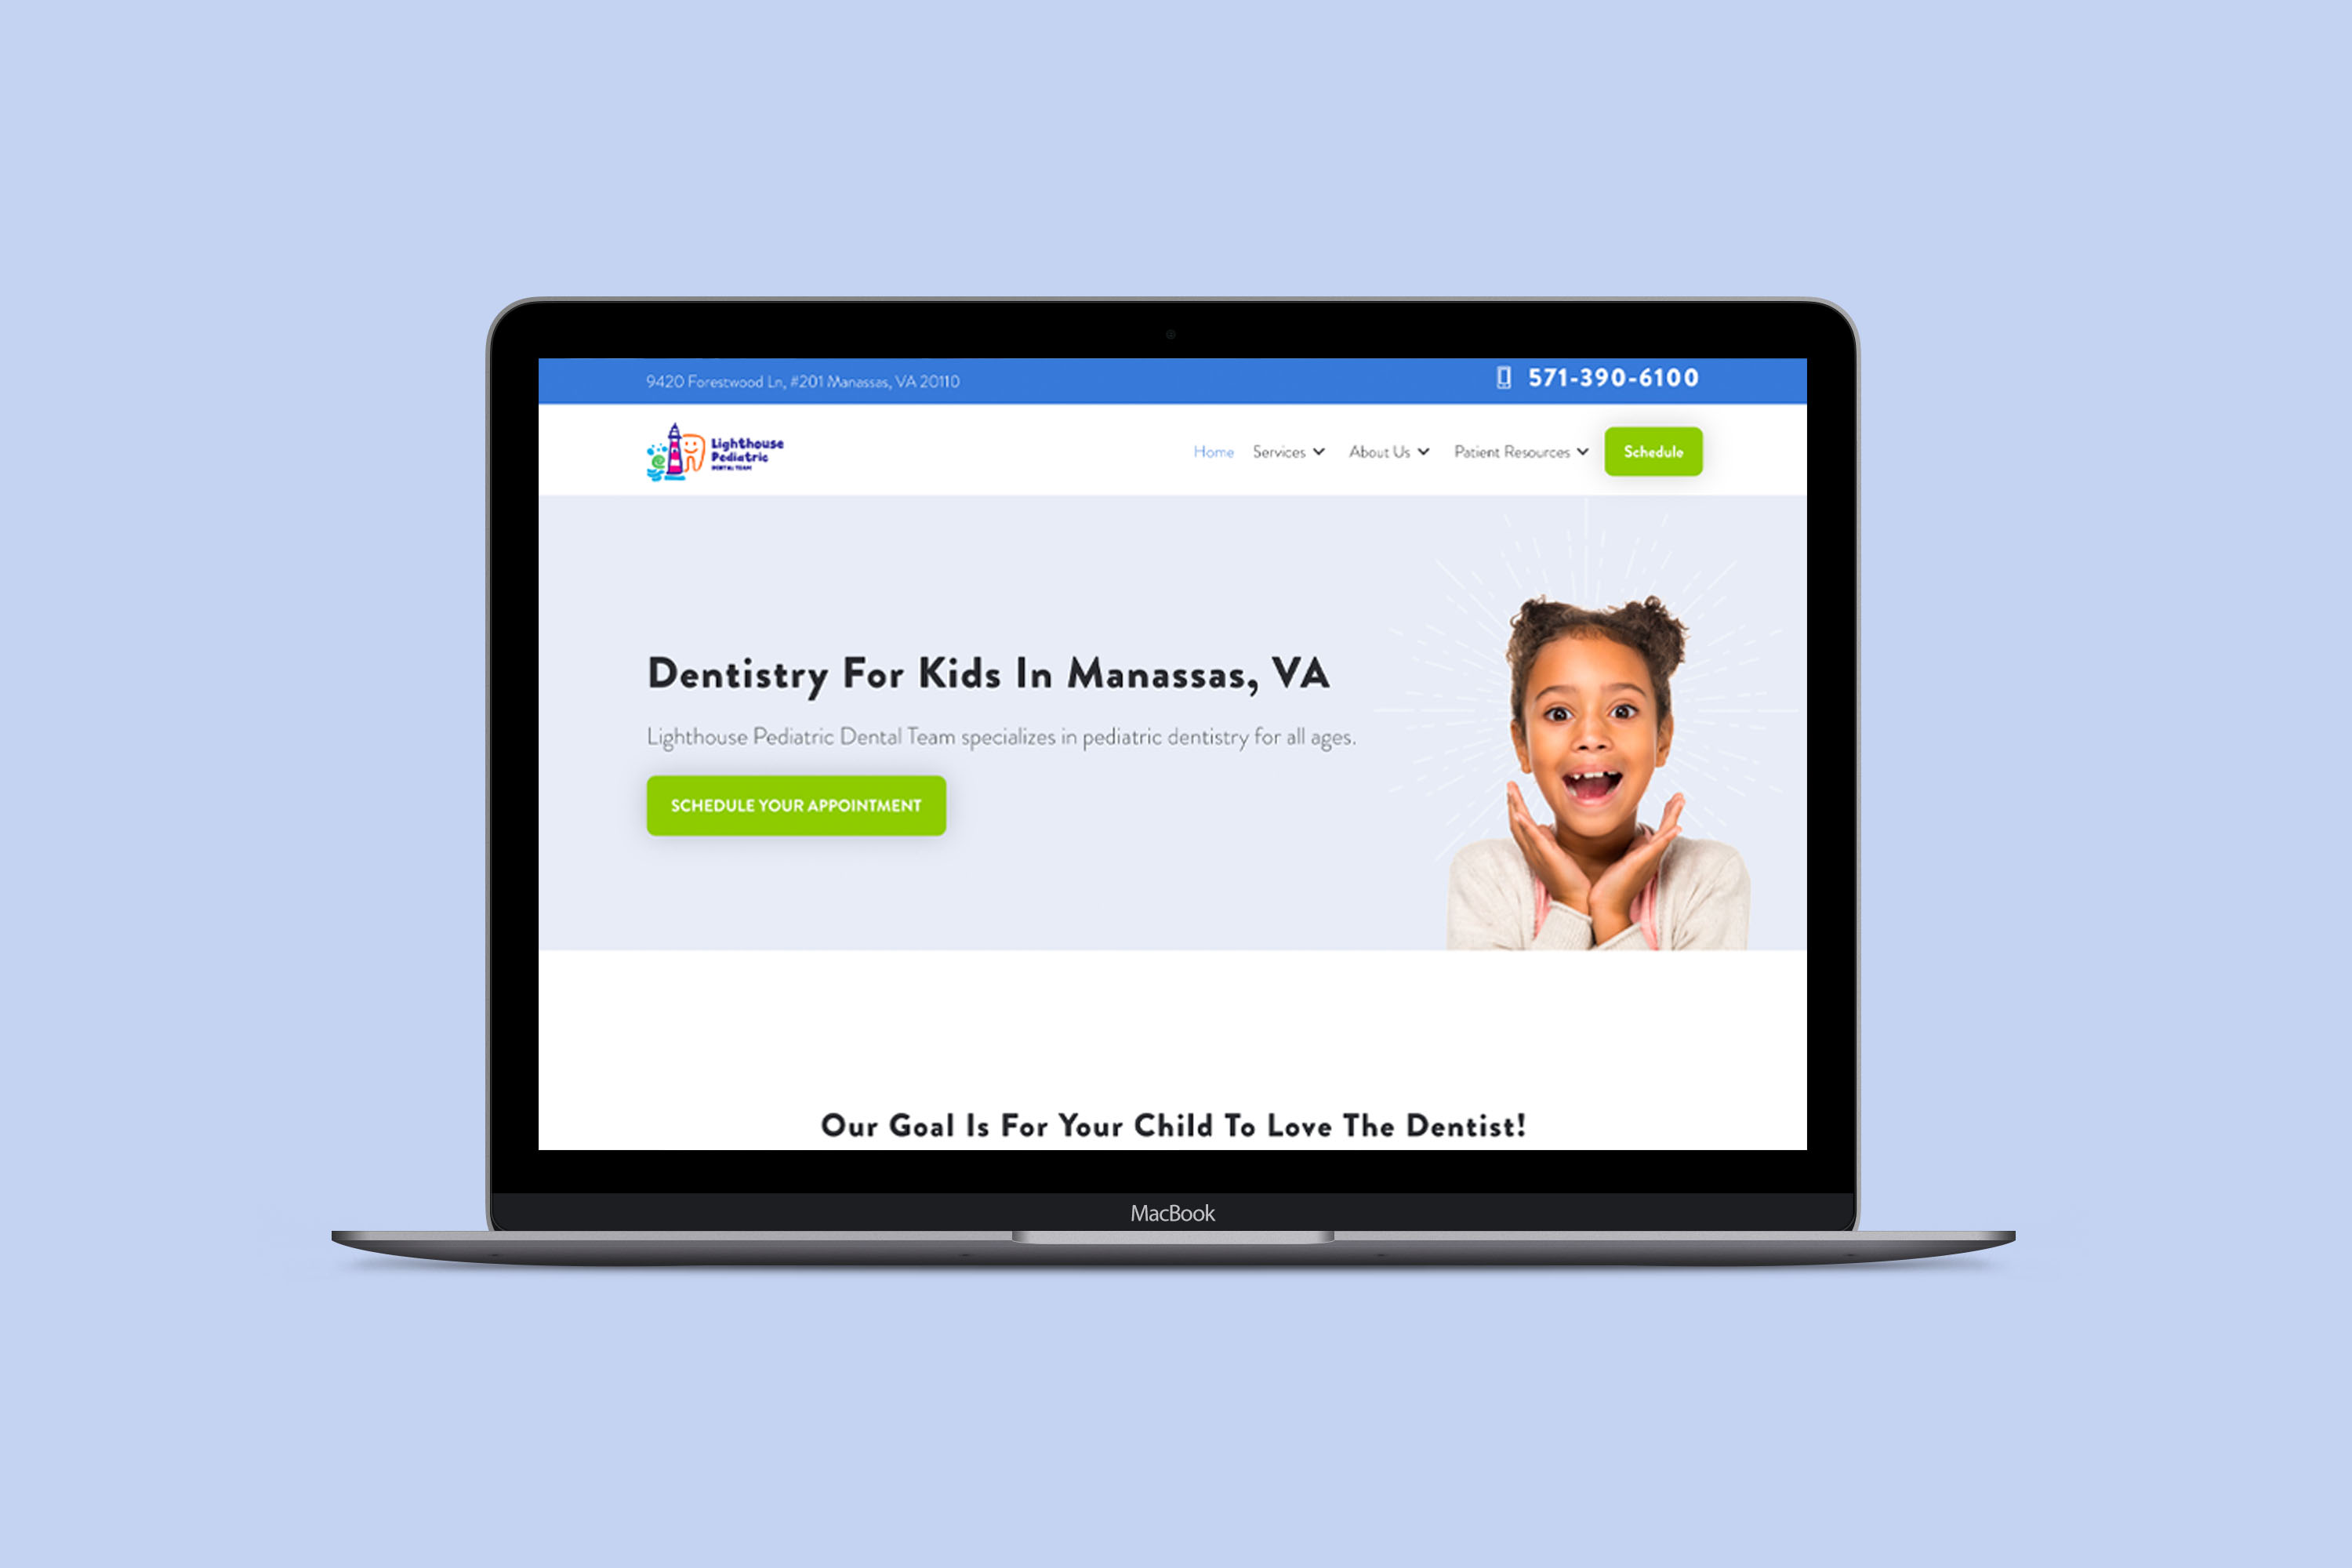 9420 Forestwood Ln, #201 Manassas, VA 20110
571-390-6100
Lighthouse
Pediatric
DENTAL TEAM
Home Services About Us Patient Resources Schedule
Dentistry For Kids In Manassas, VA
Lighthouse Pediatric Dental Team specializes in pediatric dentistry for all ages.
SCHEDULE YOUR APPOINTMENT
Our Goal Is For Your Child To Love The Dentist!
MacBook